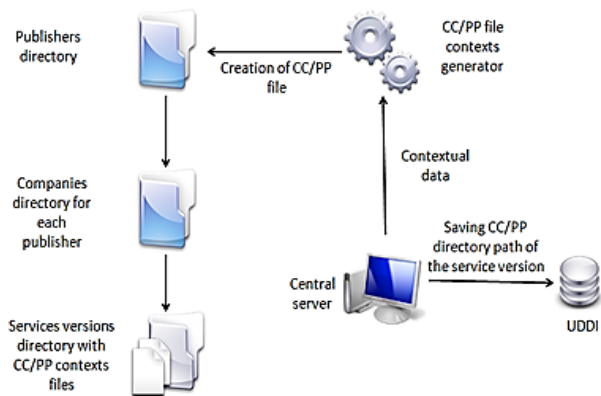 Publishers
directory
Creation of CC/PP
file
CC/PP file
contexts
generator
Contextual
data
Companies
directory for
each
publisher
Saving CC/PP
directory path of
the service version
Central
server
UDDI
Services versions
directory with
CC/PP contexts
files